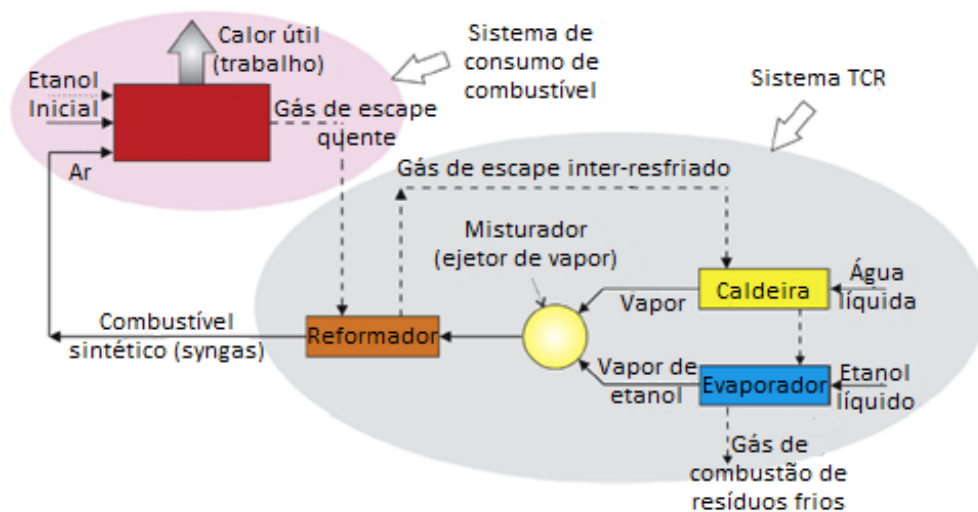 Calor útil
(trabalho)
Sistema de
consumo de
combustível
Sistema TCR
Etanol
Inicial
Ar
Gás de escape
quente
Gás de escape inter-resfriado
Misturador
(ejetor de vapor)
Vapor
Caldeira
Água
líquida
Combustível
sintético (syngas)
Reformador
Vapor de
etanol
Evaporador
Etanol
líquido
Gás de
combustão de
resíduos frios